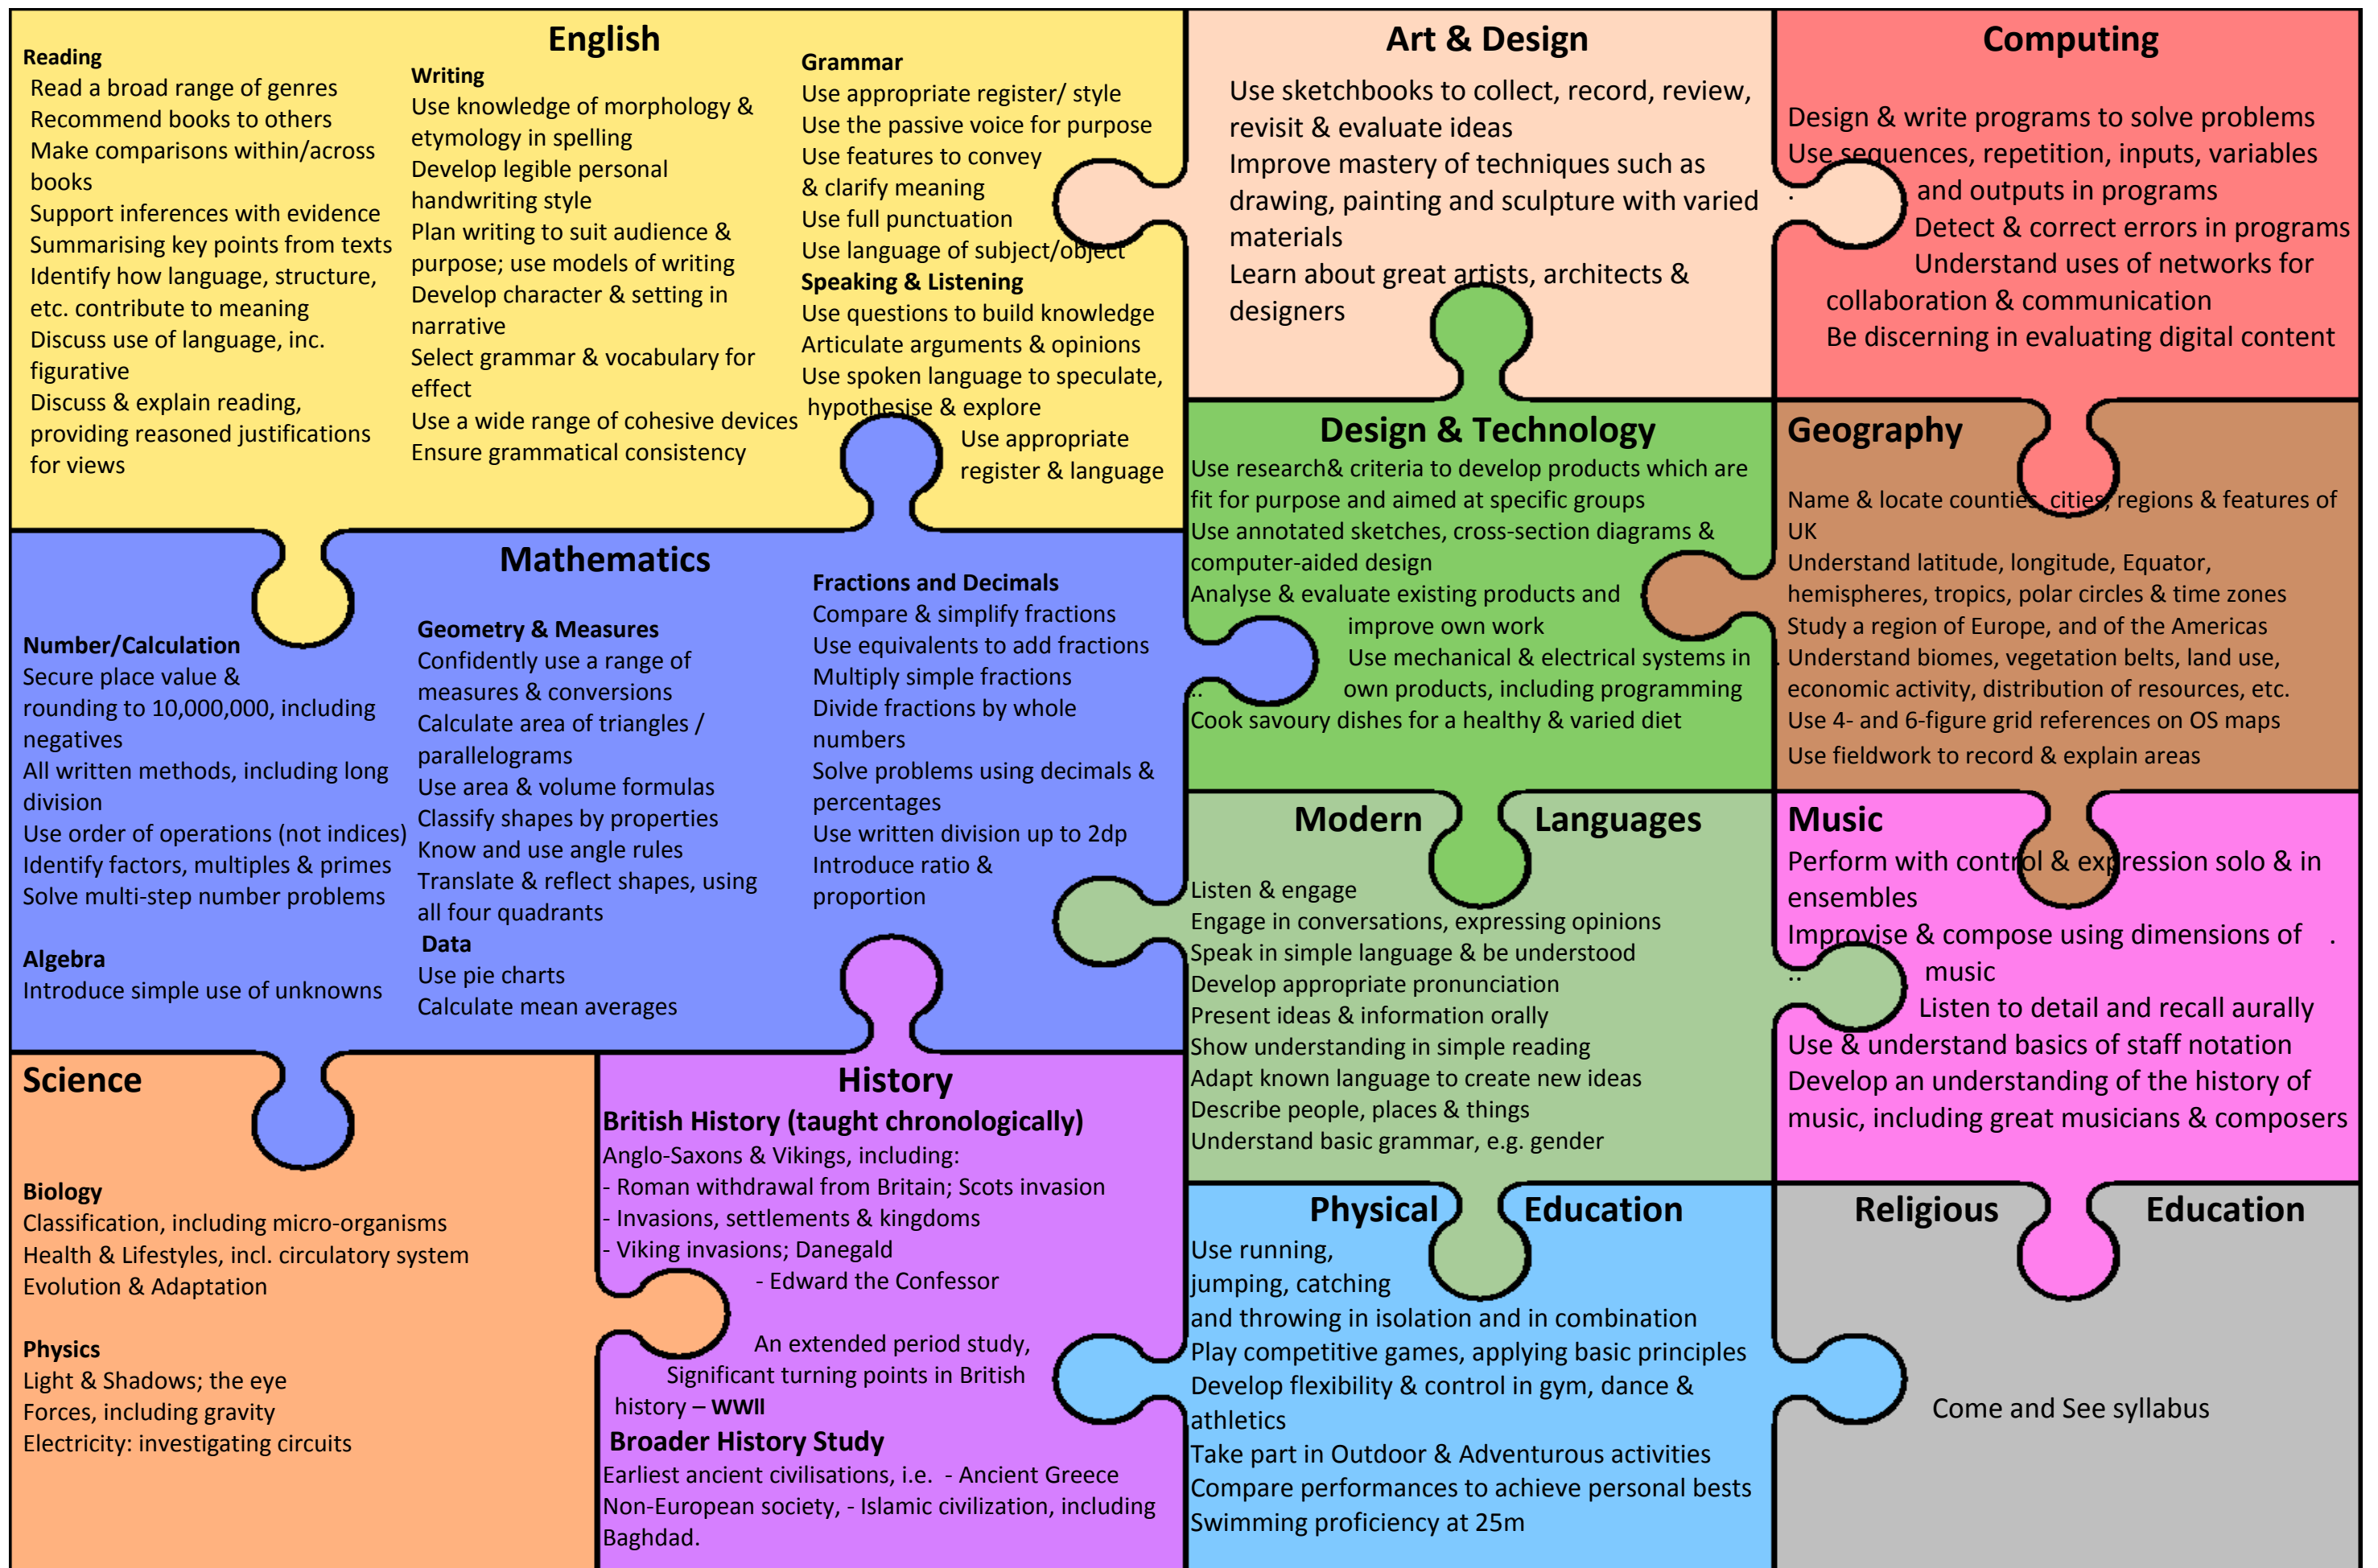 English
Reading
Read a broad range of genres
Recommend books to others
Make comparisons within/across
books
Support inferences with evidence
Summarising key points from texts
Identify how language, structure,
etc. contribute to meaning
Discuss use of language, inc.
figurative
Discuss & explain reading,
providing reasoned justifications
for views
Writing
Use knowledge of morphology &
etymology in spelling
Develop legible personal
handwriting style
Plan writing to suit audience &
purpose; use models of writing
Develop character & setting in
narrative
Select grammar & vocabulary for
effect
Use a wide range of cohesive devices
Ensure grammatical consistency
Grammar
Use appropriate register/ style
Use the passive voice for purpose
Use features to convey
& clarify meaning
Use full punctuation
Use language of subject/object
Speaking & Listening
Use questions to build knowledge
Articulate arguments & opinions
Use spoken language to speculate,
hypothesise & explore
Use appropriate
register & language
Art & Design
Use sketchbooks to collect, record, review,
revisit & evaluate ideas
Improve mastery of techniques such as
drawing, painting and sculpture with varied
materials
Learn about great artists, architects &
designers
Computing
Design & write programs to solve problems
Use sequences, repetition, inputs, variables
. and outputs in programs
Detect & correct errors in programs
Understand uses of networks for
collaboration & communication
Be discerning in evaluating digital content
Mathematics
Number/Calculation
Secure place value &
rounding to 10,000,000, including
negatives
All written methods, including long
division
Use order of operations (not indices)
Identify factors, multiples & primes
Solve multi-step number problems
Algebra
Introduce simple use of unknowns
Geometry & Measures
Confidently use a range of
measures & conversions
Calculate area of triangles /
parallelograms
Use area & volume formulas
Classify shapes by properties
Know and use angle rules
Translate & reflect shapes, using
all four quadrants
Data
Use pie charts
Calculate mean averages
Fractions and Decimals
Compare & simplify fractions
Use equivalents to add fractions
Multiply simple fractions
Divide fractions by whole
numbers
Solve problems using decimals &
percentages
Use written division up to 2dp
Introduce ratio &
proportion
Design & Technology
Use research& criteria to develop products which are
fit for purpose and aimed at specific groups
Use annotated sketches, cross-section diagrams &
computer-aided design
Analyse & evaluate existing products and
improve own work
Use mechanical & electrical systems in
.. own products, including programming
Cook savoury dishes for a healthy & varied diet
Geography
Name & locate counties, cities, regions & features of
UK
Understand latitude, longitude, Equator,
hemispheres, tropics, polar circles & time zones
Study a region of Europe, and of the Americas
. Understand biomes, vegetation belts, land use,
economic activity, distribution of resources, etc.
Use 4- and 6-figure grid references on OS maps
Use fieldwork to record & explain areas
Modern Languages
Listen & engage
Engage in conversations, expressing opinions
Speak in simple language & be understood
Develop appropriate pronunciation
Present ideas & information orally
Show understanding in simple reading
Adapt known language to create new ideas
Describe people, places & things
Understand basic grammar, e.g. gender
Music
Perform with control & expression solo & in
ensembles
Improvise & compose using dimensions of .
.. music
Listen to detail and recall aurally
Use & understand basics of staff notation
Develop an understanding of the history of
music, including great musicians & composers
Science
Biology
Classification, including micro-organisms
Health & Lifestyles, incl. circulatory system
Evolution & Adaptation
Physics
Light & Shadows; the eye
Forces, including gravity
Electricity: investigating circuits
History
British History (taught chronologically)
Anglo-Saxons & Vikings, including:
- Roman withdrawal from Britain; Scots invasion
- Invasions, settlements & kingdoms
- Viking invasions; Danegald
- Edward the Confessor
An extended period study,
Significant turning points in British
history – WWll
Broader History Study
Earliest ancient civilisations, i.e. - Ancient Greece
Non-European society, - Islamic civilization, including
Baghdad.
Physical Education
Use running,
jumping, catching
and throwing in isolation and in combination
Play competitive games, applying basic principles
Develop flexibility & control in gym, dance &
athletics
Take part in Outdoor & Adventurous activities
Compare performances to achieve personal bests
Swimming proficiency at 25m
Religious Education
Come and See syllabus